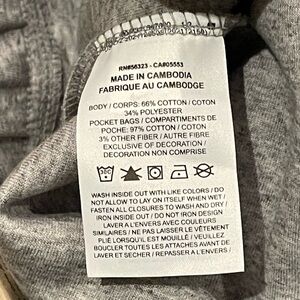 RN#56323 - CA#05553
MADE IN CAMBODIA
FABRIQUE AU CAMBODGE
BODY / CORPS: 66% COTTON / COTON
34% POLYESTER
POCKET BAGS / COMPARTIMENTS DE
POCHE: 97% COTTON / COTON
3% OTHER FIBER / AUTRE FIBRE
EXCLUSIVE OF DECORATION /
DECORATION NON COMPRISE
WASH INSIDE OUT WITH LIKE COLORS / DO
NOT ALLOW TO LAY ON ITSELF WHEN WET /
FASTEN ALL CLOSURES TO WASH AND DRY /
IRON INSIDE OUT / DO NOT IRON DESIGN
LAVER A L'ENVERS AVEC COULEURS
SIMILAIRES / NE PAS LAISSER LE VÊTEMENT
PLIÉ LORSQU'IL EST MOUILLÉ / VEUILLEZ
BOUCLER TOUTES LES ATTACHES AVANT DE
LAVER ET SÉCHER / REPASSER A L'ENVERS /